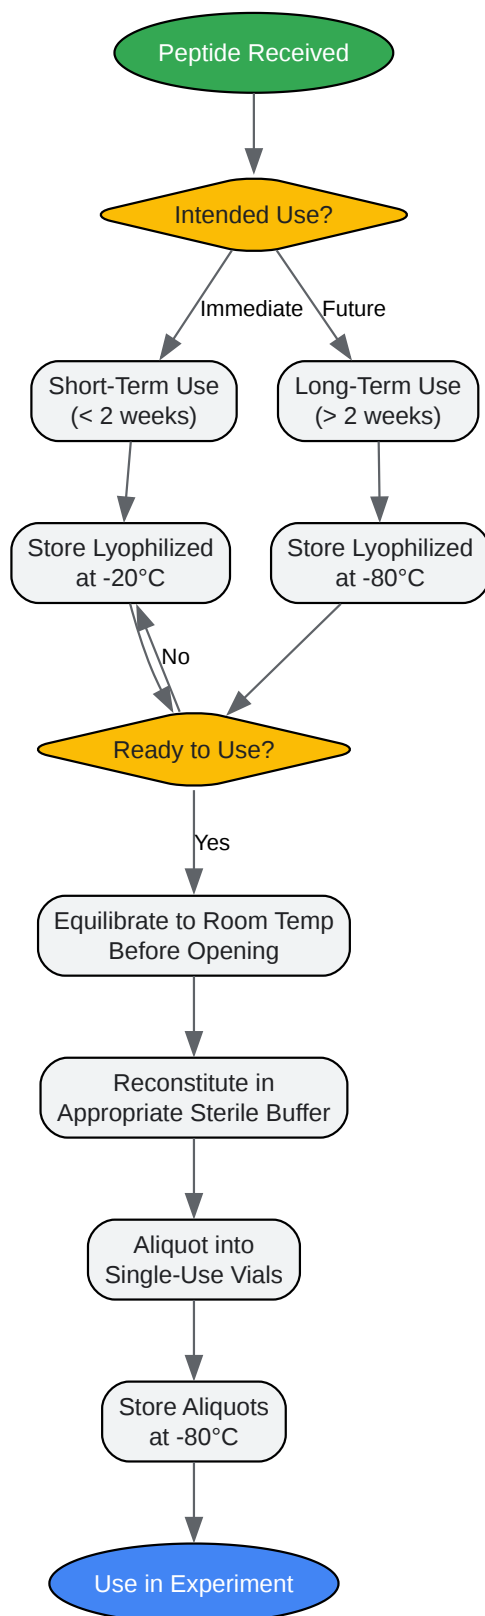 Peptide Received
Intended Use?
Immediate
Future
Short-Term Use
(< 2 weeks)
Long-Term Use
(> 2 weeks)
Store Lyophilized
at -20°C
Store Lyophilized
at -80°C
No
Ready to Use?
Yes
Equilibrate to Room Temp
Before Opening
Reconstitute in
Appropriate Sterile Buffer
Aliquot into
Single-Use Vials
Store Aliquots
at -80°C
Use in Experiment